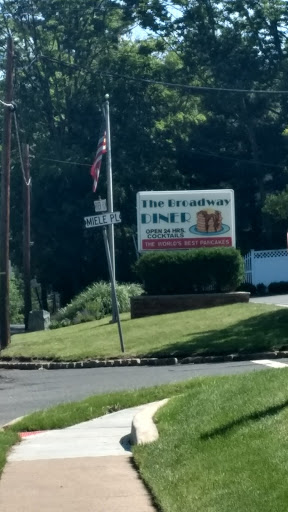 The Broadway
DINER
OPEN 24 HRS.
COCKTAILS
THE WORLD'S BEST PANCAKES
MIELE PL